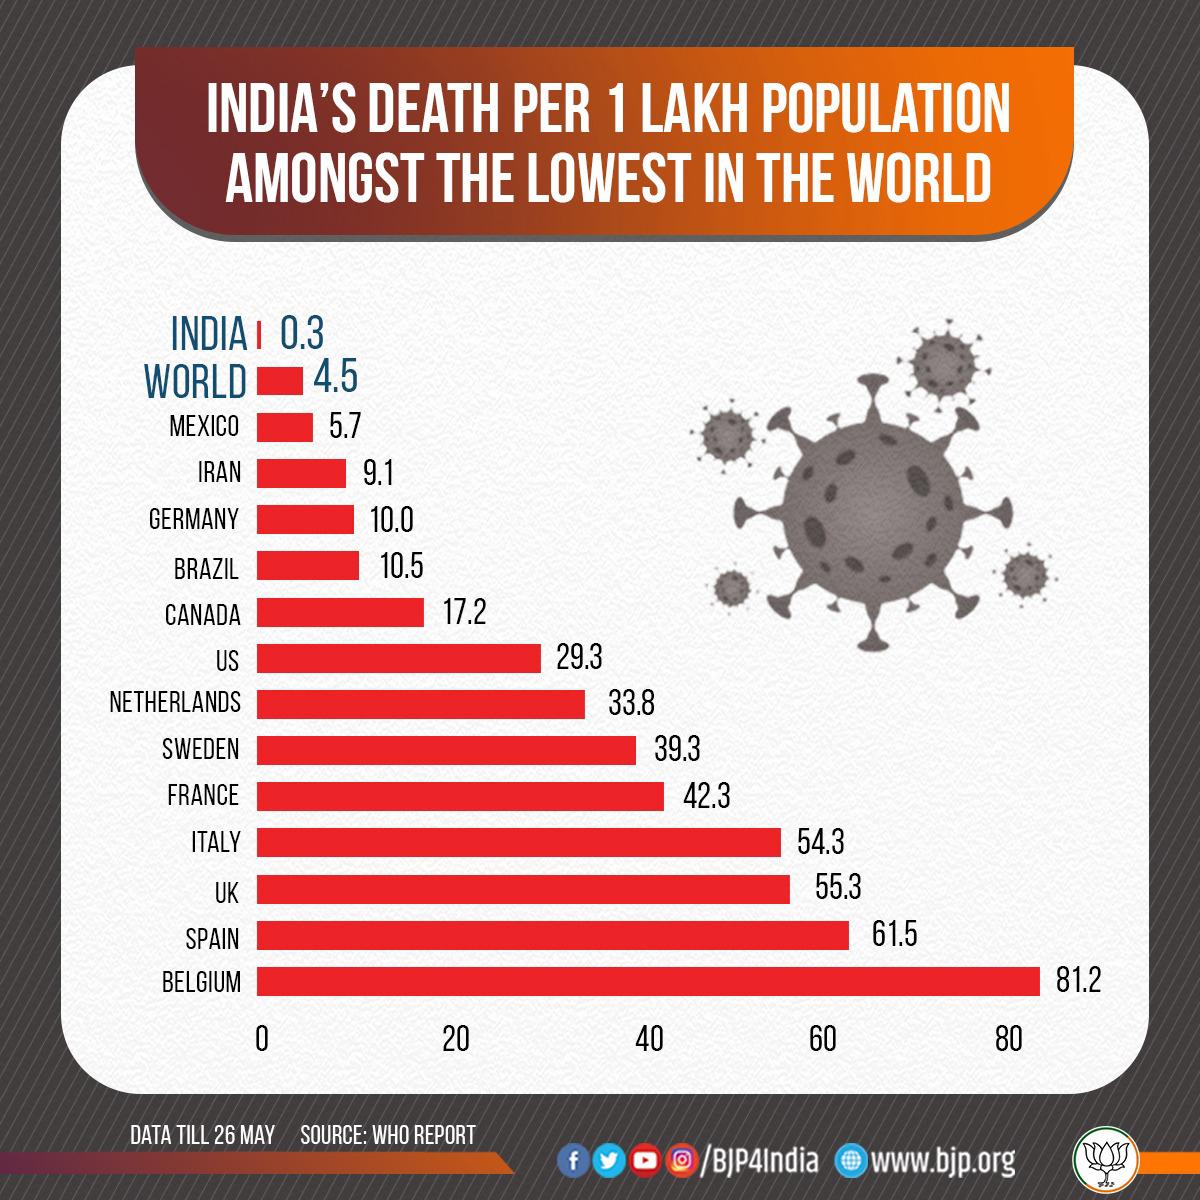 INDIA'S DEATH PER 1 LAKH POPULATION
AMONGST THE LOWEST IN THE WORLD
INDIA 0.3
WORLD 4.5
MEXICO 5.7
IRAN 9.1
GERMANY 10.0
BRAZIL 10.5
CANADA 17.2
US 29.3
NETHERLANDS 33.8
SWEDEN 39.3
FRANCE 42.3
ITALY 54.3
UK 55.3
SPAIN 61.5
BELGIUM 81.2
0 20 40 60 80
DATA TILL 26 MAY SOURCE: WHO REPORT
/BJP4India www.bjp.org